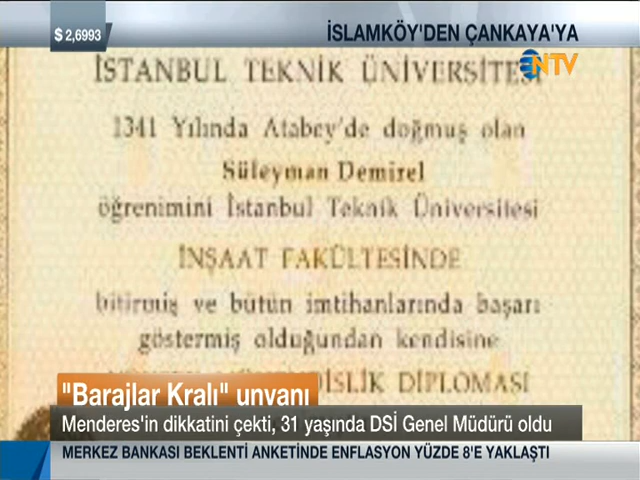 $ 2,6993
İSLAMKÖY'DEN ÇANKAYA'YA
NTV
İSTANBUL TEKNİK ÜNİVERSİTESİ
1341 Yılında Atabey'de doğmuş olan
Süleyman Demirel
öğrenimini İstanbul Teknik Üniversitesi
İNŞAAT FAKÜLTESİNDE
bitirmiş ve bütün imtihanlarında başarı
göstermiş olduğundan kendisine
DİPLOMASI
"Barajlar Kralı" unvanı
Menderes'in dikkatini çekti, 31 yaşında DSİ Genel Müdürü oldu
MERKEZ BANKASI BEKLENTİ ANKETİNDE ENFLASYON YÜZDE 8'E YAKLAŞTI